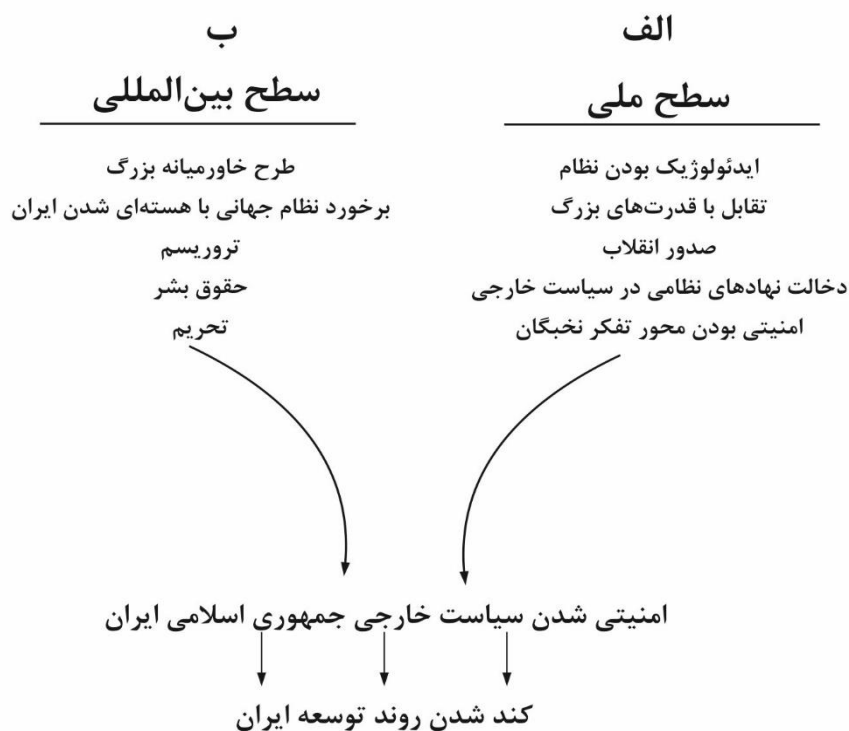 الف
سطح ملی
ایدئولوژیک بودن نظام
تقابل با قدرت‌های بزرگ
صدور انقلاب
دخالت نهادهای نظامی در سیاست خارجی
امنیتی بودن محور تفکر نخبگان
ب
سطح بین‌المللی
طرح خاورمیانه بزرگ
برخورد نظام جهانی با هسته‌ای شدن ایران
تروریسم
حقوق بشر
تحریم
امنیتی شدن سیاست خارجی جمهوری اسلامی ایران
کند شدن روند توسعه ایران